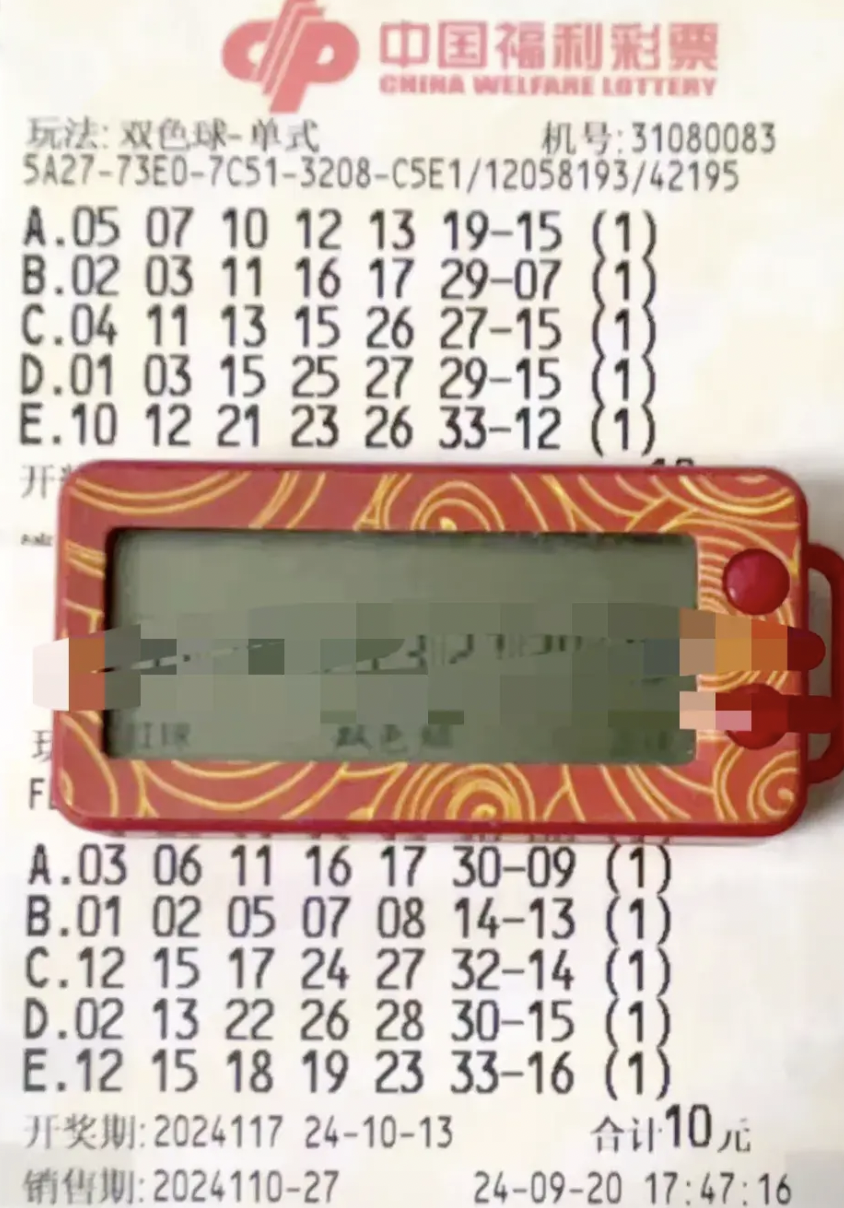 中国福利彩票
CHINA WELFARE LOTTERY
玩法: 双色球-单式 机号:31080083
5A27-73E0-7C51-3208-C5E1/12058193/42195
A.05 07 10 12 13 19-15 (1)
B.02 03 11 16 17 29-07 (1)
C.04 11 13 15 26 27-15 (1)
D.01 03 15 25 27 29-15 (1)
E.10 12 21 23 26 33-12 (1)
开
红球 双色球
A.03 06 11 16 17 30-09 (1)
B.01 02 05 07 08 14-13 (1)
C.12 15 17 24 27 32-14 (1)
D.02 13 22 26 28 30-15 (1)
E.12 15 18 19 23 33-16 (1)
开奖期:2024117 24-10-13 合计10元
销售期:2024110-27 24-09-20 17:47:16